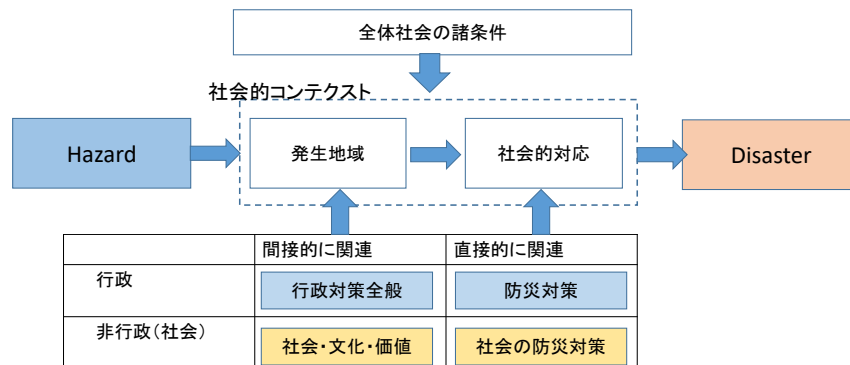 全体社会の諸条件
社会的コンテクスト
Hazard
発生地域
社会的対応
Disaster
間接的に関連
直接的に関連
行政
行政対策全般
防災対策
非行政(社会)
社会・文化・価値
社会の防災対策